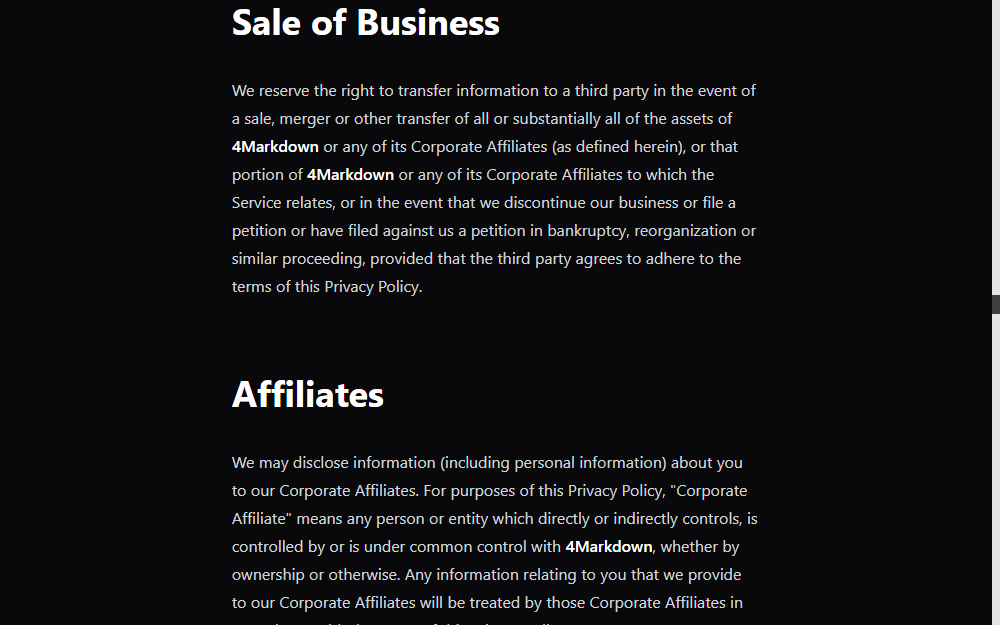 Sale of Business
We reserve the right to transfer information to a third party in the event of
a sale, merger or other transfer of all or substantially all of the assets of
4Markdown or any of its Corporate Affiliates (as defined herein), or that
portion of 4Markdown or any of its Corporate Affiliates to which the
Service relates, or in the event that we discontinue our business or file a
petition or have filed against us a petition in bankruptcy, reorganization or
similar proceeding, provided that the third party agrees to adhere to the
terms of this Privacy Policy.
Affiliates
We may disclose information (including personal information) about you
to our Corporate Affiliates. For purposes of this Privacy Policy, "Corporate
Affiliate" means any person or entity which directly or indirectly controls, is
controlled by or is under common control with 4Markdown, whether by
ownership or otherwise. Any information relating to you that we provide
to our Corporate Affiliates will be treated by those Corporate Affiliates in